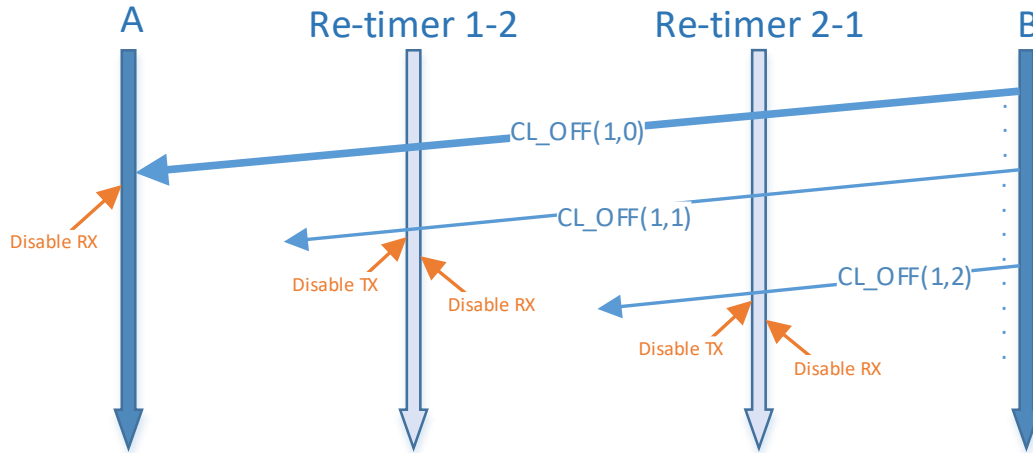 A
Re-timer 1-2
Re-timer 2-1
B
CL_OFF(1,0)
CL_OFF(1,1)
Disable RX
CL_OFF(1,2)
Disable TX
Disable RX
Disable TX
Disable RX